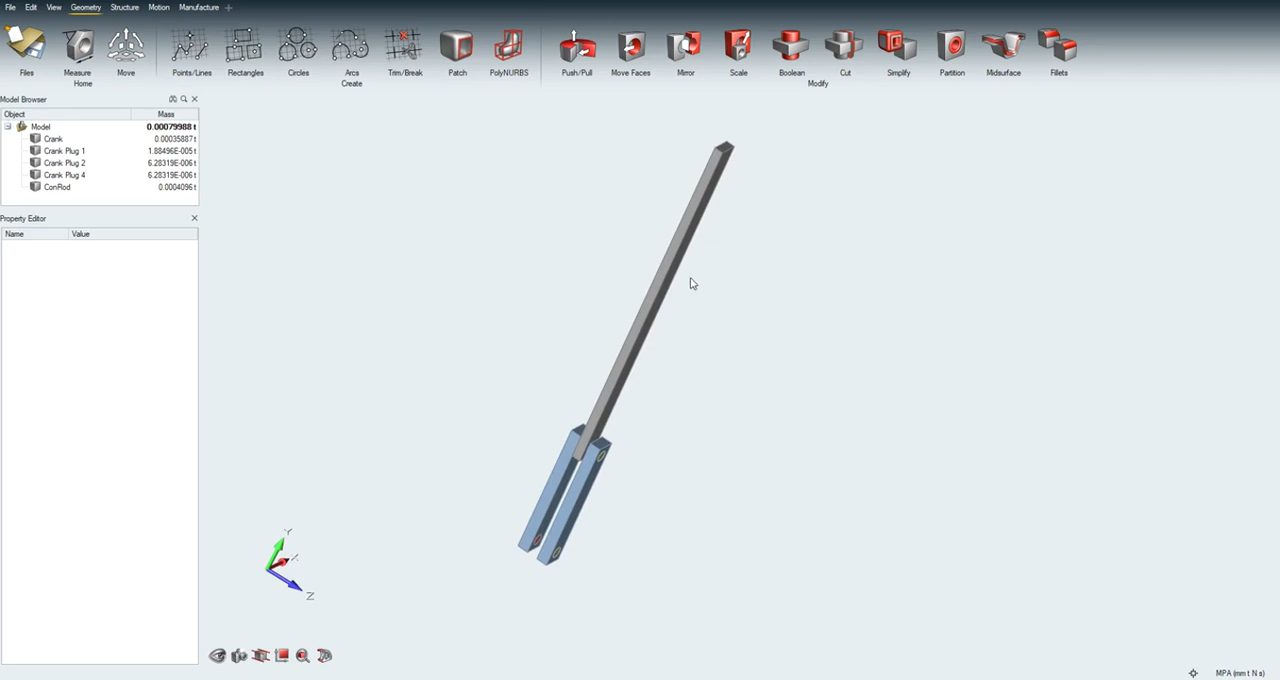 File Edit View Geometry Structure Motion Manufacture
Files Measure Move Points/Lines Rectangles Circles Arcs Trim/Break Patch PolyNURBS Push/Pull Move Faces Mirror Scale Boolean Cut Simplify Partition Midsurface Fillets
Home Create Modify
Model Browser
Object Mass
Model 0.00079988 t
Crank 0.00035887 t
Crank Plug 1 1.88496E-005 t
Crank Plug 2 6.28319E-006 t
Crank Plug 4 6.28319E-006 t
ConRod 0.0004096 t
Property Editor
Name Value
Y
X
Z
MPA (mm t N s)